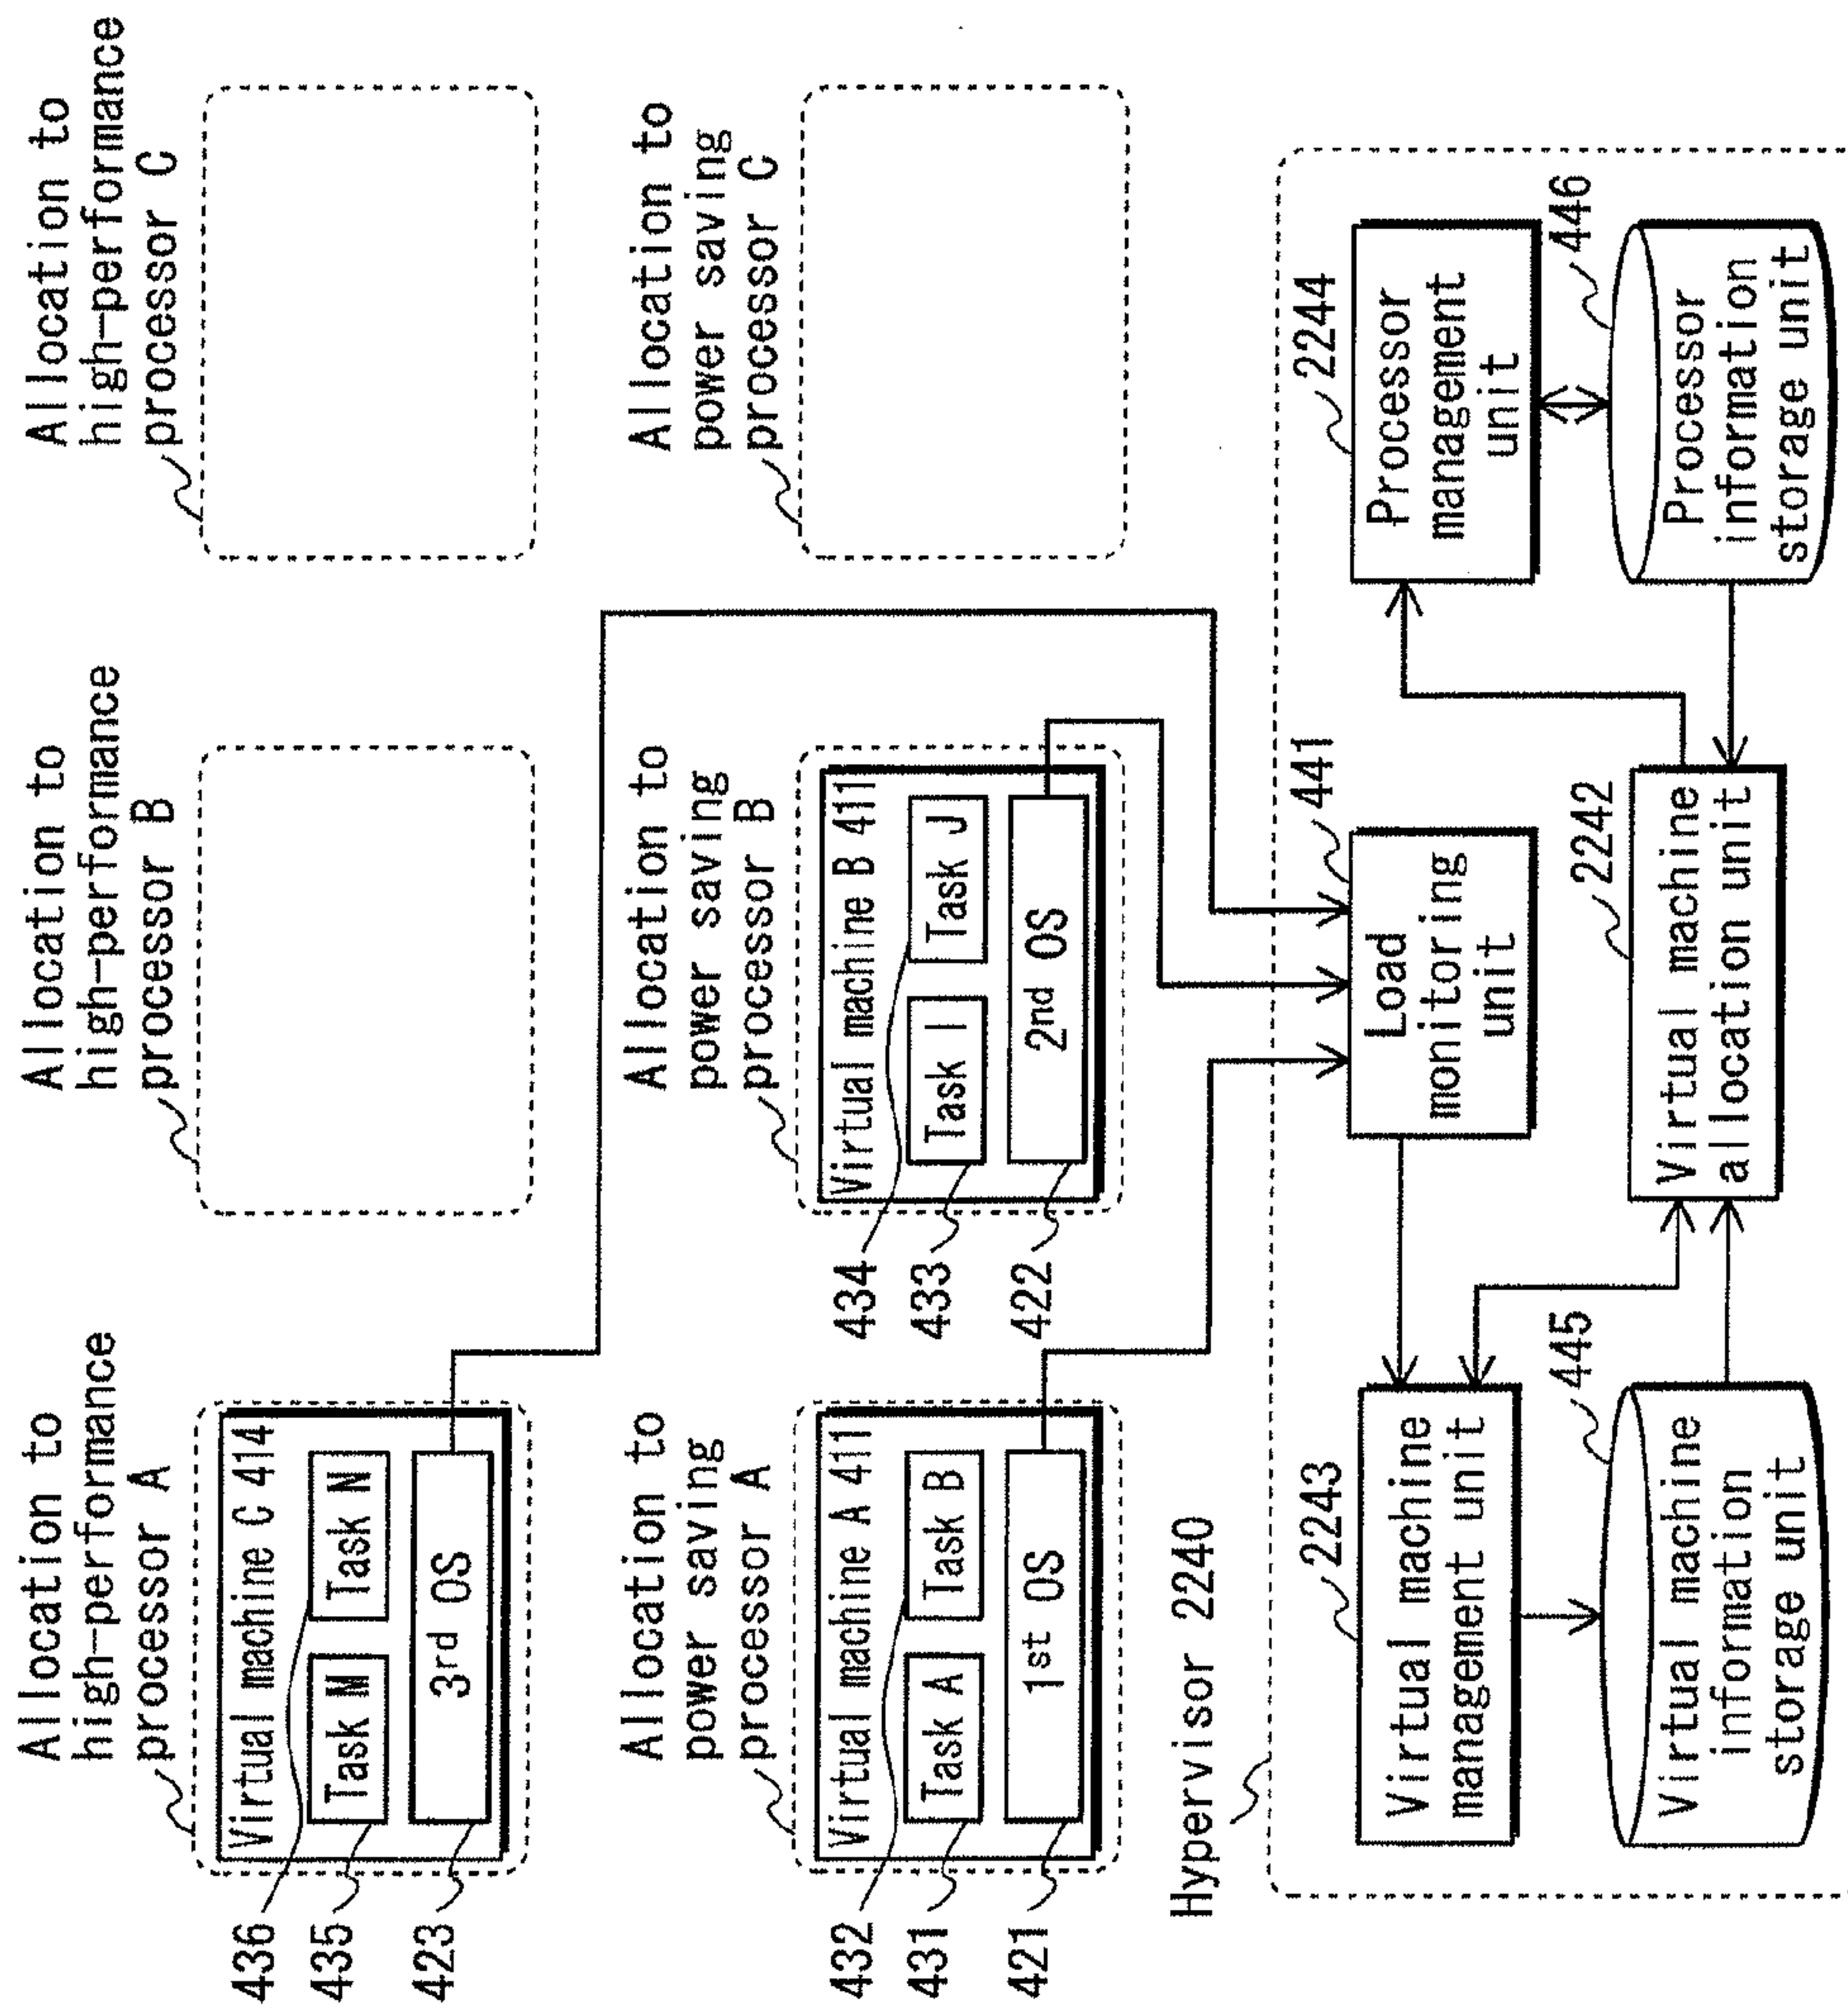 Allocation to
high-performance
processor A
Allocation to
high-performance
processor B
Allocation to
high-performance
processor C
436
435
423
Virtual machine C 414
Task M
Task N
3rd OS
Allocation to
power saving
processor A
Allocation to
power saving
processor B
Allocation to
power saving
processor C
432
431
421
Virtual machine A 411
Task A
Task B
1st OS
434
433
422
Virtual machine B 411
Task I
Task J
2nd OS
Hypervisor 2240
2243
Virtual machine
management unit
441
Load
monitoring
unit
2244
Processor
management
unit
445
Virtual machine
information
storage unit
2242
Virtual machine
allocation unit
446
Processor
information
storage unit